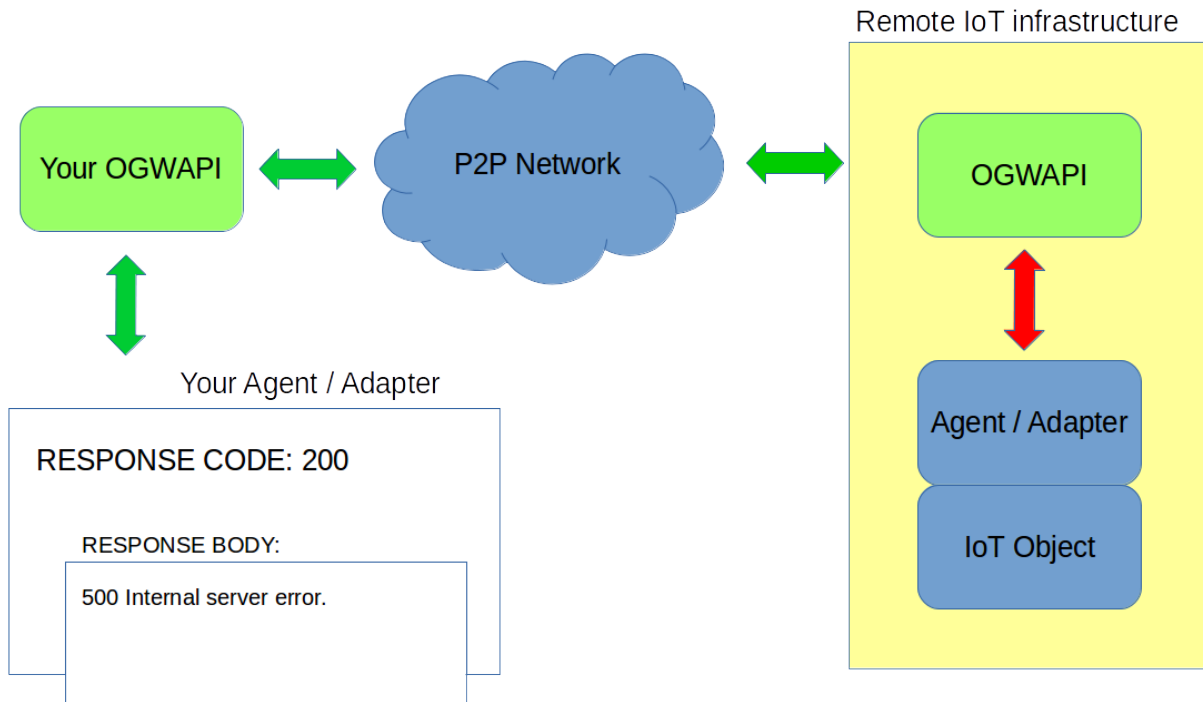 Remote IoT infrastructure
Your OGWAPI
P2P Network
OGWAPI
Your Agent / Adapter
RESPONSE CODE: 200
RESPONSE BODY:
500 Internal server error.
Agent / Adapter
IoT Object